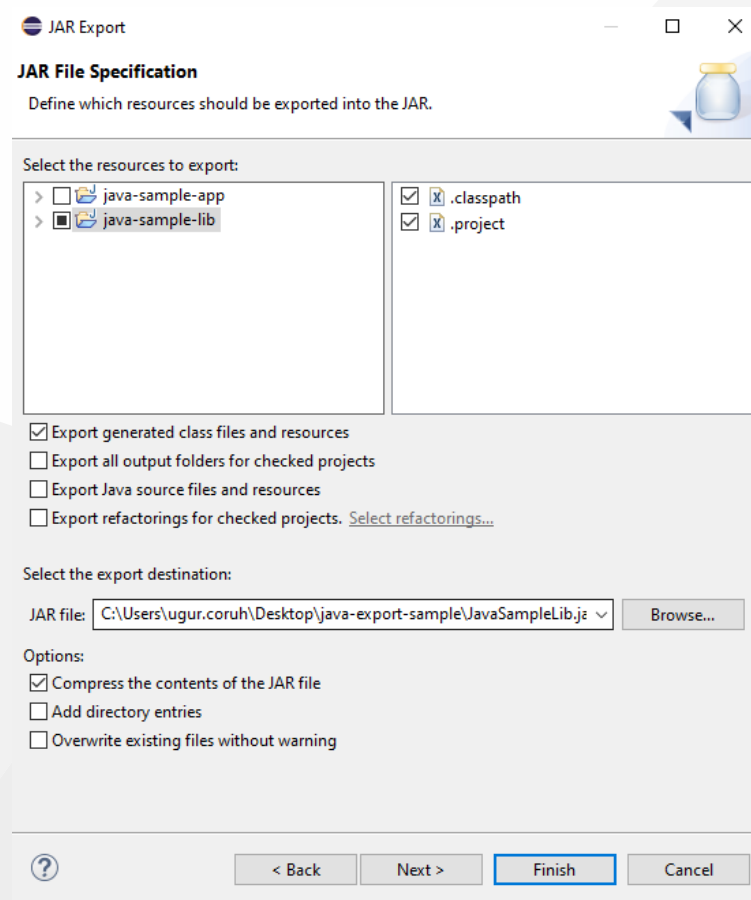 JAR Export
JAR File Specification
Define which resources should be exported into the JAR.
Select the resources to export:
java-sample-app
java-sample-lib
.classpath
.project
Export generated class files and resources
Export all output folders for checked projects
Export Java source files and resources
Export refactorings for checked projects. Select refactorings...
Select the export destination:
JAR file: C:\Users\ugur.coruh\Desktop\java-export-sample\JavaSampleLib.ja Browse...
Options:
Compress the contents of the JAR file
Add directory entries
Overwrite existing files without warning
? < Back Next > Finish Cancel